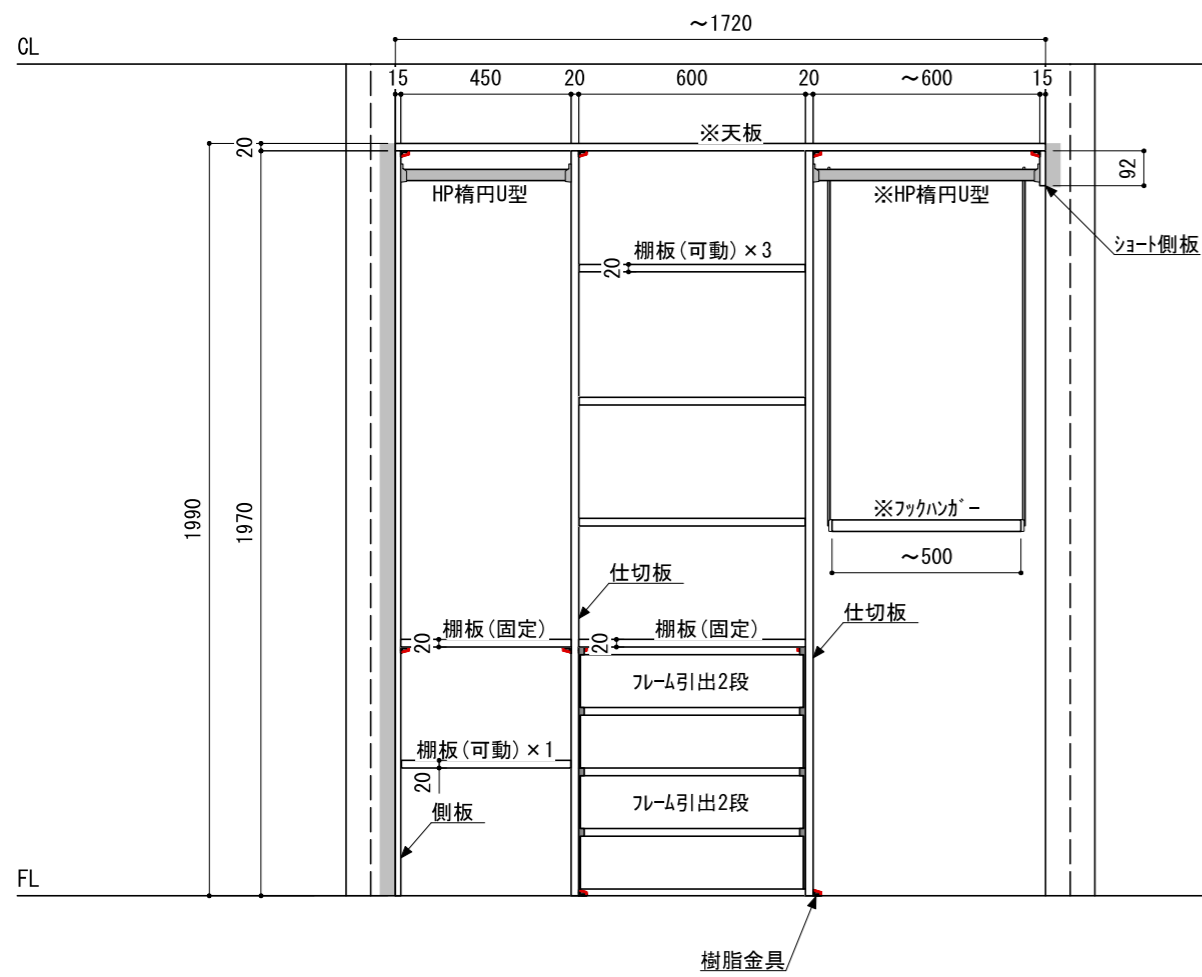 ~1720
CL
15 450 20 600 20 ~600 15
20
※天板
92
HP楕円U型
※HP楕円U型
ショート側板
棚板(可動)×3
20
1990
1970
※フックハンガー
~500
仕切板
仕切板
棚板(固定)
棚板(固定)
20
20
フレーム引出2段
棚板(可動)×1
20
フレーム引出2段
側板
FL
樹脂金具